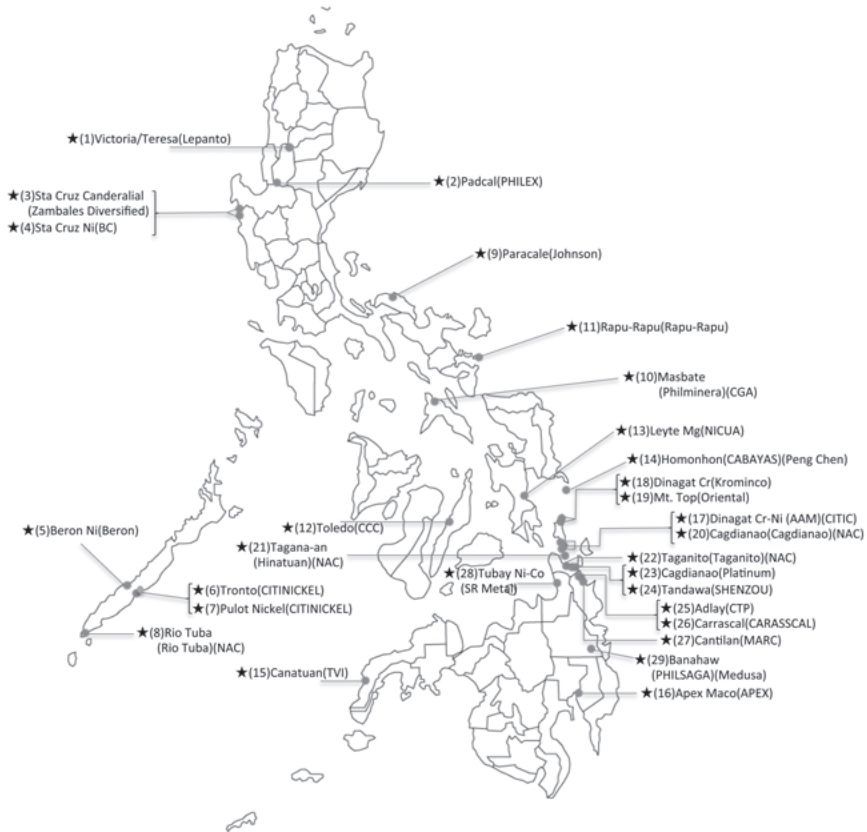 ★(1)Victoria/Teresa(Lepanto)
★(2)Padcal(PHILEX)
★(3)Sta Cruz Canderalial
(Zambales Diversified)
★(4)Sta Cruz Ni(BC)
★(9)Paracale(Johnson)
★(11)Rapu-Rapu(Rapu-Rapu)
★(10)Masbate
(Philminera)(CGA)
★(13)Leyte Mg(NICUA)
★(14)Homonhon(CABAYAS)(Peng Chen)
★(18)Dinagat Cr(Krominco)
★(19)Mt. Top(Oriental)
★(17)Dinagat Cr-Ni (AAM)(CITIC)
★(20)Cagdianao(Cagdianao)(NAC)
★(12)Toledo(CCC)
★(5)Beron Ni(Beron)
★(21)Tagana-an
(Hinatuan)(NAC)
★(22)Taganito(Taganito)(NAC)
★(23)Cagdianao(Platinum)
★(24)Tandawa(SHENZOU)
★(28)Tubay Ni-Co
(SR Metal)
★(6)Tronto(CITINICKEL)
★(7)Pulot Nickel(CITINICKEL)
★(25)Adlay(CTP)
★(26)Carrascal(CARASSCAL)
★(27)Cantilan(MARC)
★(8)Rio Tuba
(Rio Tuba)(NAC)
★(29)Banahaw
(PHILSAGA)(Medusa)
★(15)Canatuan(TVI)
★(16)Apex Maco(APEX)